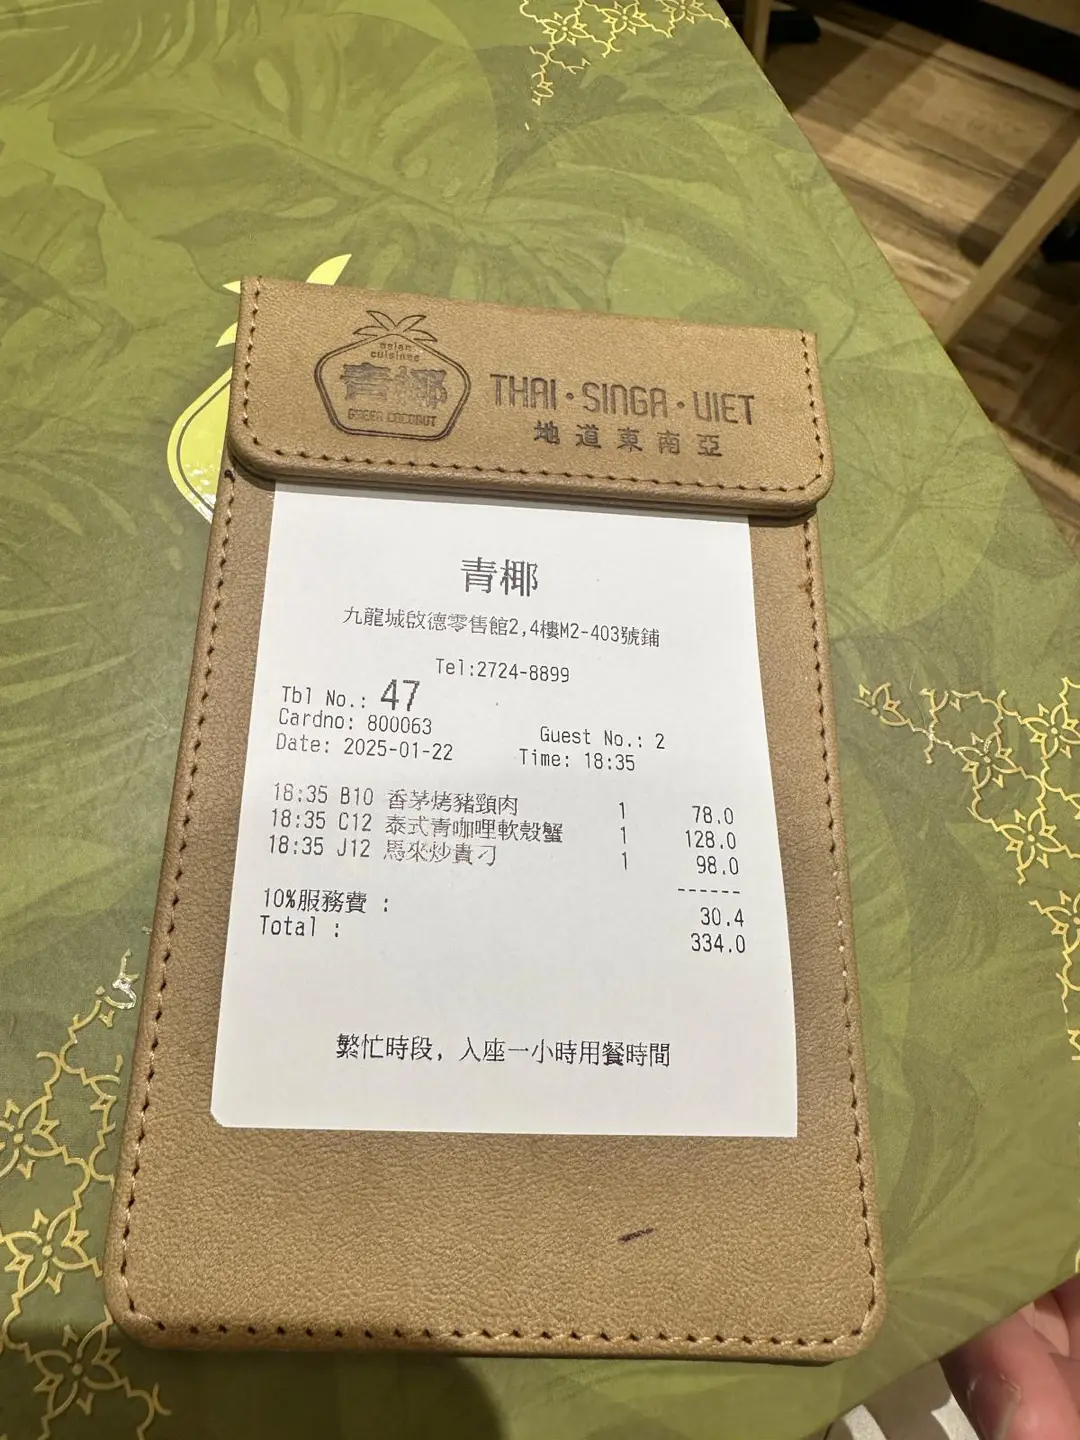 asian
cuisines
青椰
GREEN COCONUT
THAI·SINGA·VIET
地道東南亞
青椰
九龍城啟德零售館2,4樓M2-403號鋪
Tel:2724-8899
Tbl No.: 47
Cardno: 800063
Guest No.: 2
Date: 2025-01-22 Time: 18:35
18:35 B10 香茅烤豬頸肉 1 78.0
18:35 C12 泰式青咖哩軟殼蟹 1 128.0
18:35 J12 馬來炒貴刁 1 98.0
------
10%服務費 : 30.4
Total : 334.0
繁忙時段, 入座一小時用餐時間